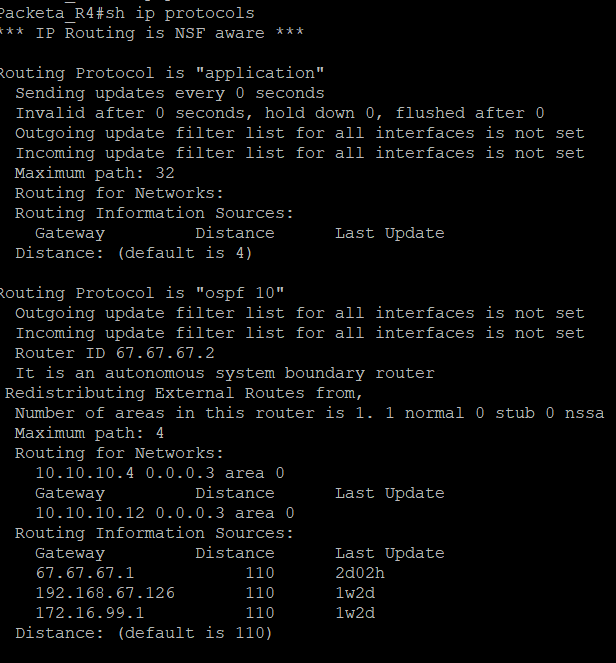 Packeta_R4#sh ip protocols
*** IP Routing is NSF aware ***
Routing Protocol is "application"
Sending updates every 0 seconds
Invalid after 0 seconds, hold down 0, flushed after 0
Outgoing update filter list for all interfaces is not set
Incoming update filter list for all interfaces is not set
Maximum path: 32
Routing for Networks:
Routing Information Sources:
Gateway Distance Last Update
Distance: (default is 4)
Routing Protocol is "ospf 10"
Outgoing update filter list for all interfaces is not set
Incoming update filter list for all interfaces is not set
Router ID 67.67.67.2
It is an autonomous system boundary router
Redistributing External Routes from,
Number of areas in this router is 1. 1 normal 0 stub 0 nssa
Maximum path: 4
Routing for Networks:
10.10.10.4 0.0.0.3 area 0
Gateway Distance Last Update
10.10.10.12 0.0.0.3 area 0
Routing Information Sources:
Gateway Distance Last Update
67.67.67.1 110 2d02h
192.168.67.126 110 1w2d
172.16.99.1 110 1w2d
Distance: (default is 110)